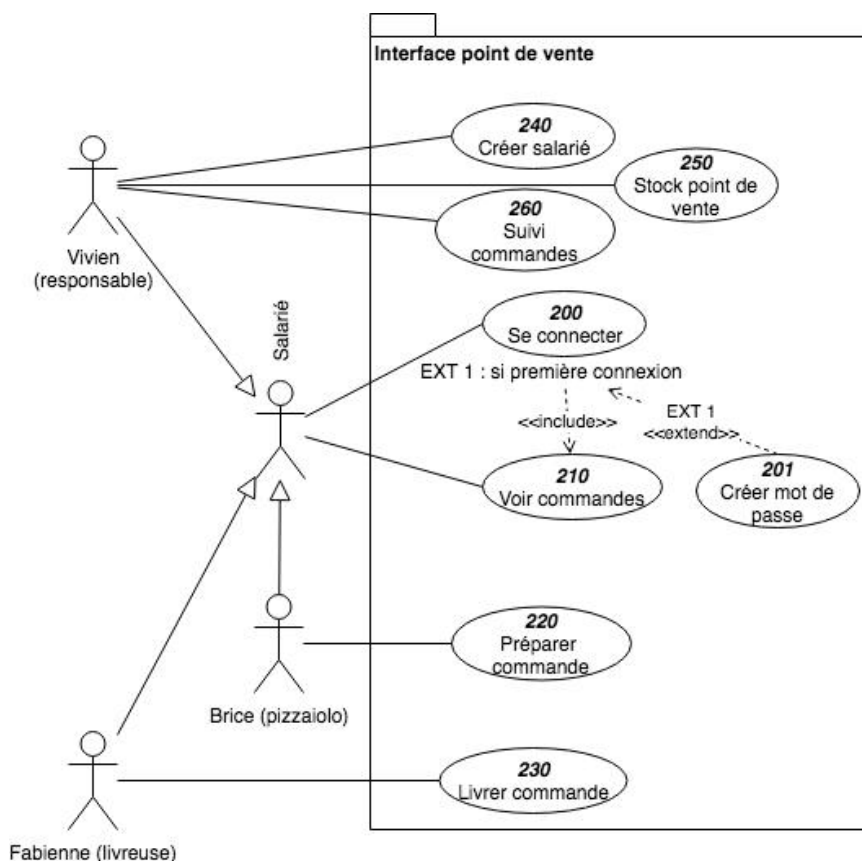 Interface point de vente
240
Créer salarié
250
Stock point de
vente
260
Suivi
commandes
Vivien
(responsable)
Salarié
200
Se connecter
EXT 1 : si première connexion
<<include>>
EXT 1
<<extend>>
210
Voir commandes
201
Créer mot de
passe
220
Préparer
commande
Brice (pizzaiolo)
230
Livrer commande
Fabienne (livreuse)